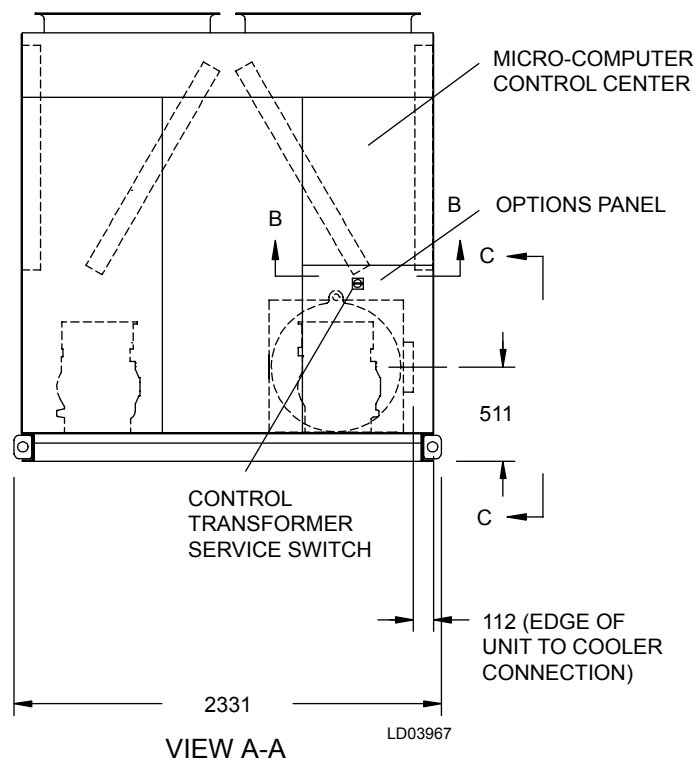 MICRO-COMPUTER
CONTROL CENTER
B
B
OPTIONS PANEL
C
511
CONTROL
TRANSFORMER
SERVICE SWITCH
C
112 (EDGE OF
UNIT TO COOLER
CONNECTION)
2331
LD03967
VIEW A-A